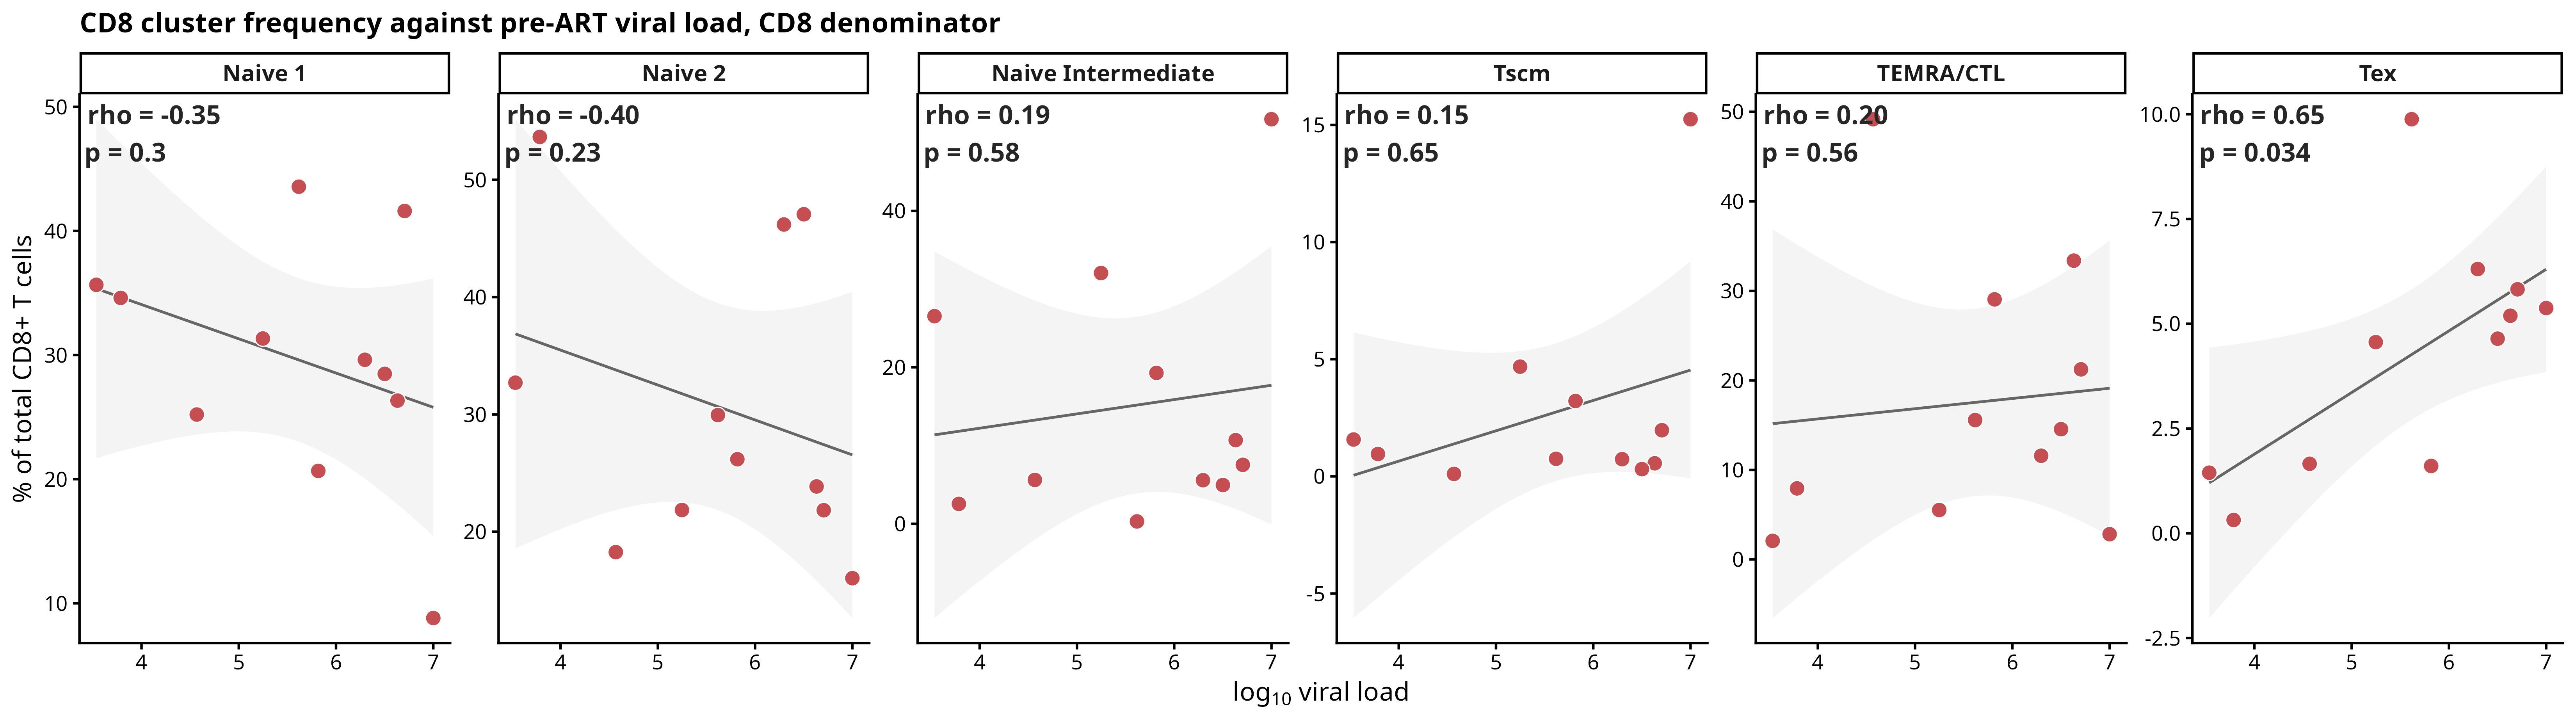 CD8 cluster frequency against pre-ART viral load, CD8 denominator
Naive 1
Naive 2
Naive Intermediate
Tscm
TEMRA/CTL
Tex
rho = -0.35
p = 0.3
rho = -0.40
p = 0.23
rho = 0.19
p = 0.58
rho = 0.15
p = 0.65
rho = 0.20
p = 0.56
rho = 0.65
p = 0.034
% of total CD8+ T cells
50
40
30
20
10
50
40
30
20
40
20
0
15
10
5
0
-5
50
40
30
20
10
0
10.0
7.5
5.0
2.5
0.0
-2.5
4 5 6 7
4 5 6 7
4 5 6 7
4 5 6 7
4 5 6 7
4 5 6 7
log₁₀ viral load